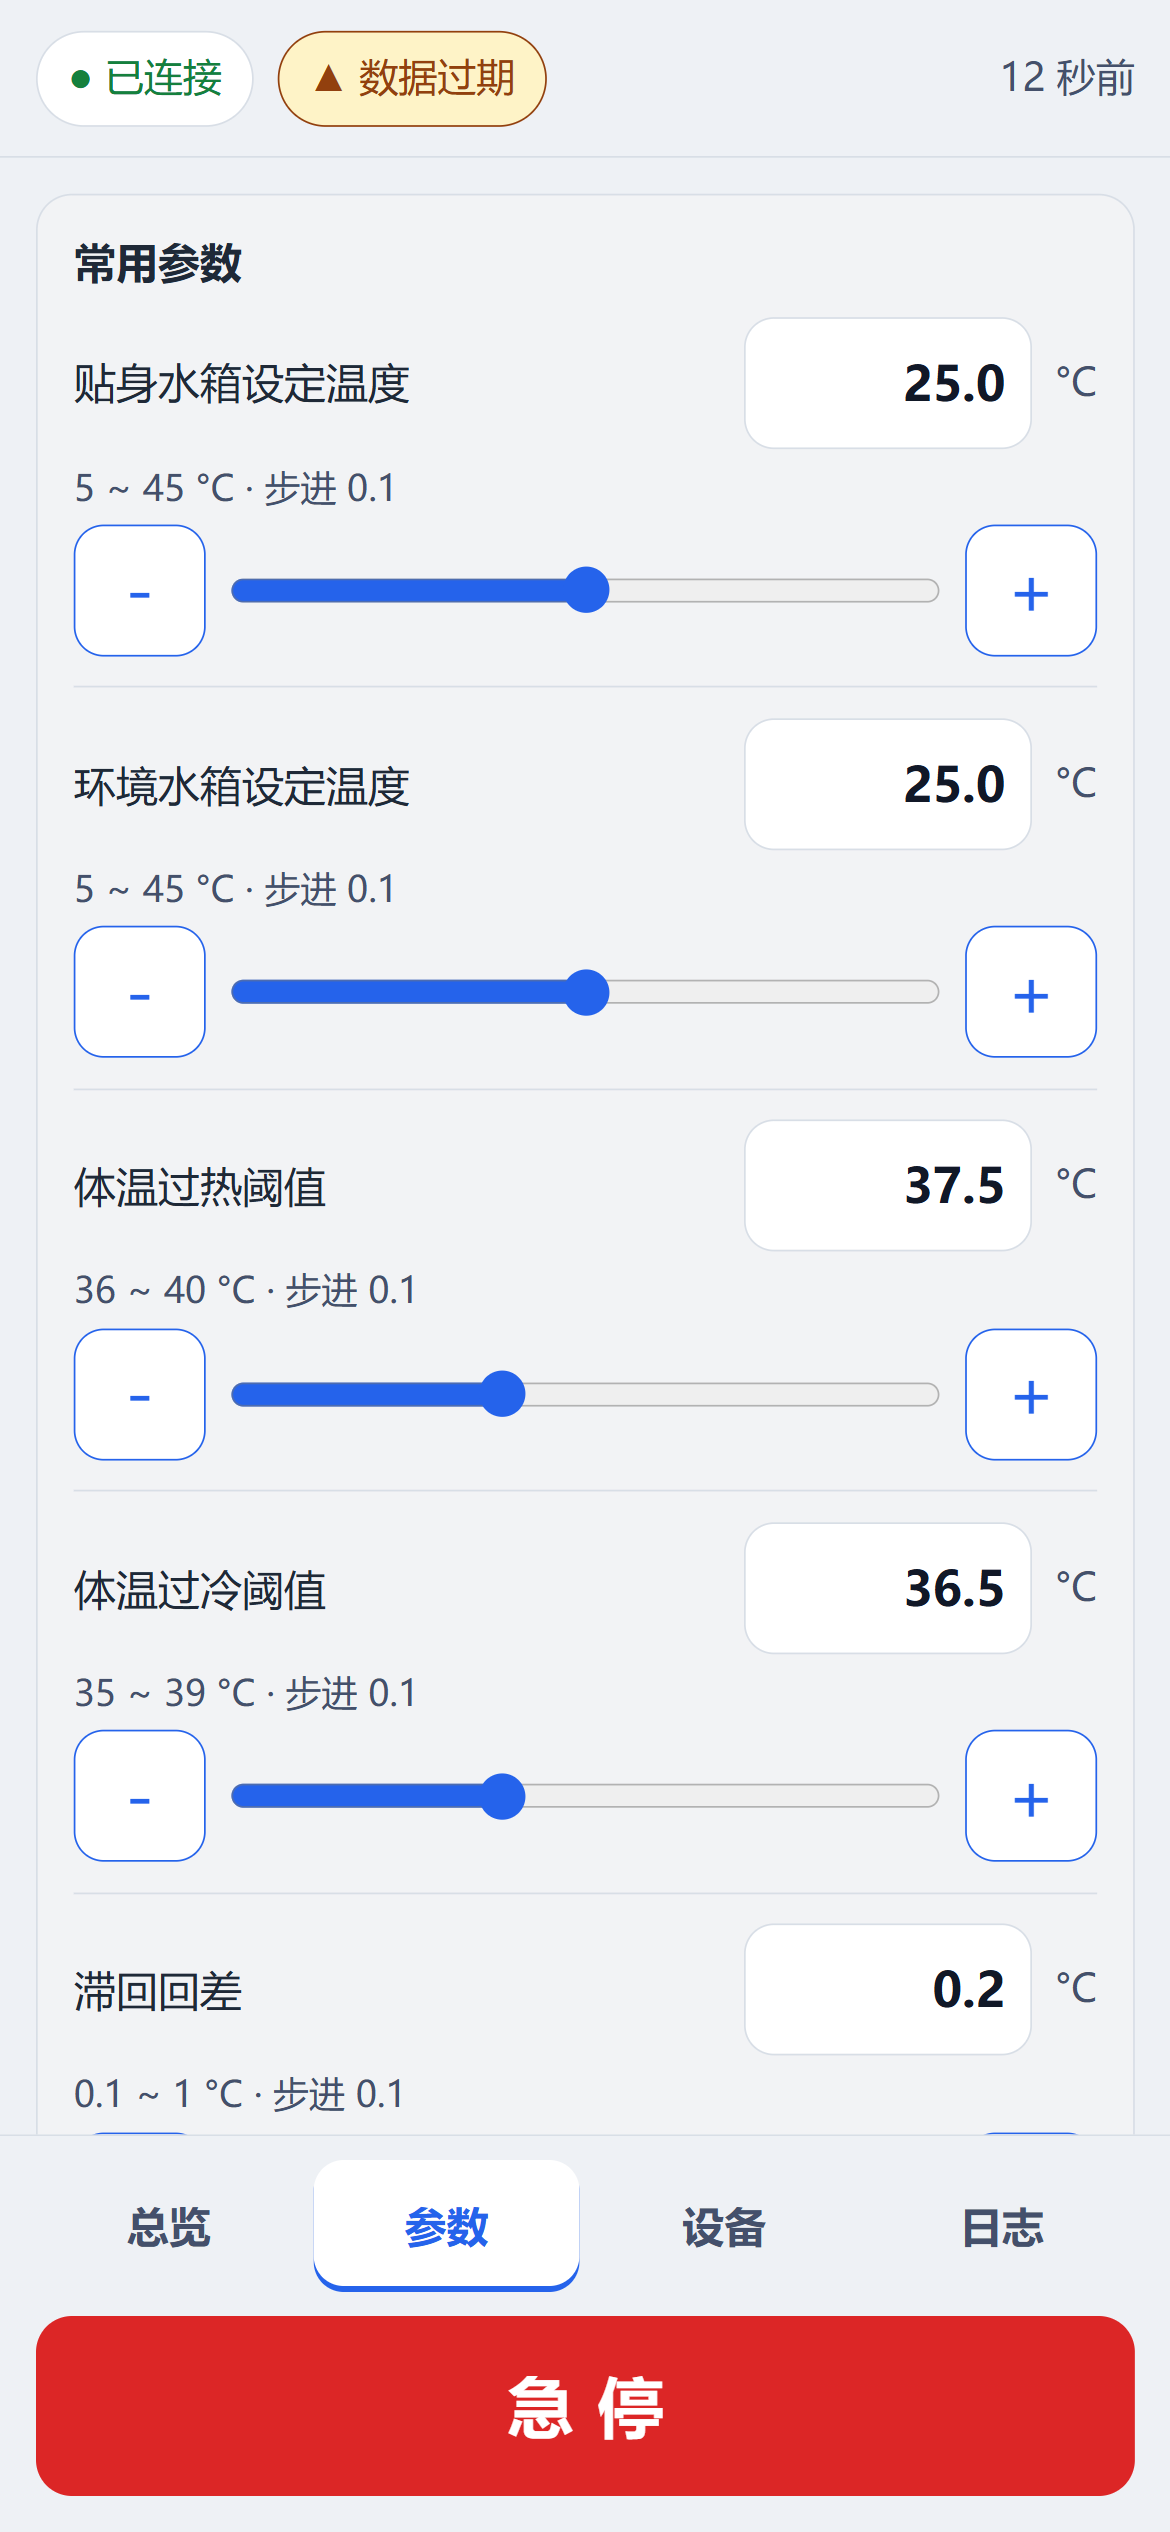 ● 已连接 ▲ 数据过期 12 秒前
常用参数
贴身水箱设定温度 25.0 °C
5 ~ 45 °C · 步进 0.1
- +
环境水箱设定温度 25.0 °C
5 ~ 45 °C · 步进 0.1
- +
体温过热阈值 37.5 °C
36 ~ 40 °C · 步进 0.1
- +
体温过冷阈值 36.5 °C
35 ~ 39 °C · 步进 0.1
- +
滞回回差 0.2 °C
0.1 ~ 1 °C · 步进 0.1
总览 参数 设备 日志
急 停